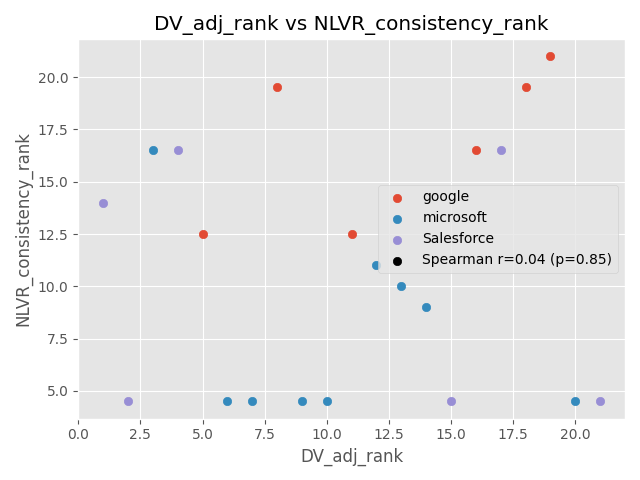 DV_adj_rank vs NLVR_consistency_rank
NLVR_consistency_rank
20.0
17.5
15.0
12.5
10.0
7.5
5.0
google
microsoft
Salesforce
Spearman r=0.04 (p=0.85)
0.0 2.5 5.0 7.5 10.0 12.5 15.0 17.5 20.0
DV_adj_rank